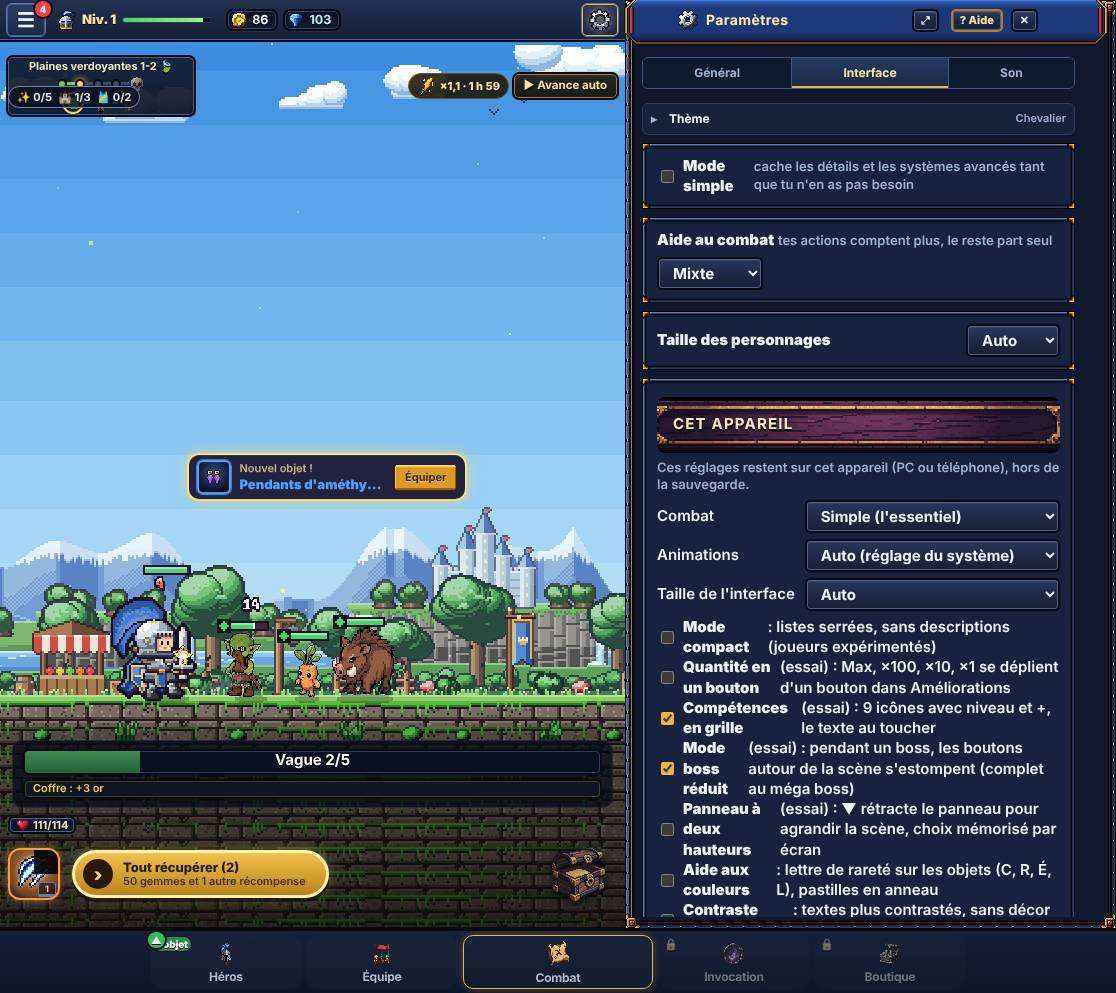 4
Niv. 1
86
103
Plaines verdoyantes 1-2
0/5 1/3 0/2
×1,1 · 1 h 59
▶ Avance auto
Nouvel objet !
Pendants d'améthy...
Équiper
14
Vague 2/5
Coffre : +3 or
111/114
1
Tout récupérer (2)
50 gemmes et 1 autre récompense
Paramètres
? Aide
Général
Interface
Son
▸ Thème
Chevalier
Mode simple
cache les détails et les systèmes avancés tant
que tu n'en as pas besoin
Aide au combat tes actions comptent plus, le reste part seul
Mixte
Taille des personnages
Auto
CET APPAREIL
Ces réglages restent sur cet appareil (PC ou téléphone), hors de
la sauvegarde.
Combat
Simple (l'essentiel)
Animations
Auto (réglage du système)
Taille de l'interface
Auto
Mode compact
: listes serrées, sans descriptions
(joueurs expérimentés)
Quantité en un bouton
(essai) : Max, ×100, ×10, ×1 se déplient
d'un bouton dans Améliorations
Compétences en grille
(essai) : 9 icônes avec niveau et +,
le texte au toucher
Mode boss réduit
(essai) : pendant un boss, les boutons
autour de la scène s'estompent (complet
au méga boss)
Panneau à deux hauteurs
(essai) : ▼ rétracte le panneau pour
agrandir la scène, choix mémorisé par
écran
Aide aux couleurs
: lettre de rareté sur les objets (C, R, É,
L), pastilles en anneau
Contraste
: textes plus contrastés, sans décor
objet
Héros
Équipe
Combat
Invocation
Boutique